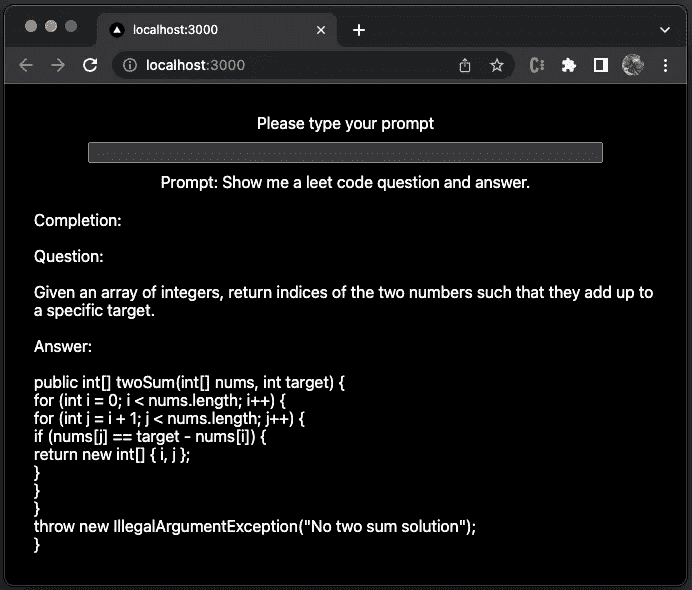 localhost:3000
localhost:3000
Please type your prompt
Prompt: Show me a leet code question and answer.
Completion:
Question:
Given an array of integers, return indices of the two numbers such that they add up to
a specific target.
Answer:
public int[] twoSum(int[] nums, int target) {
for (int i = 0; i < nums.length; i++) {
for (int j = i + 1; j < nums.length; j++) {
if (nums[j] == target - nums[i]) {
return new int[] { i, j };
}
}
}
throw new IllegalArgumentException("No two sum solution");
}